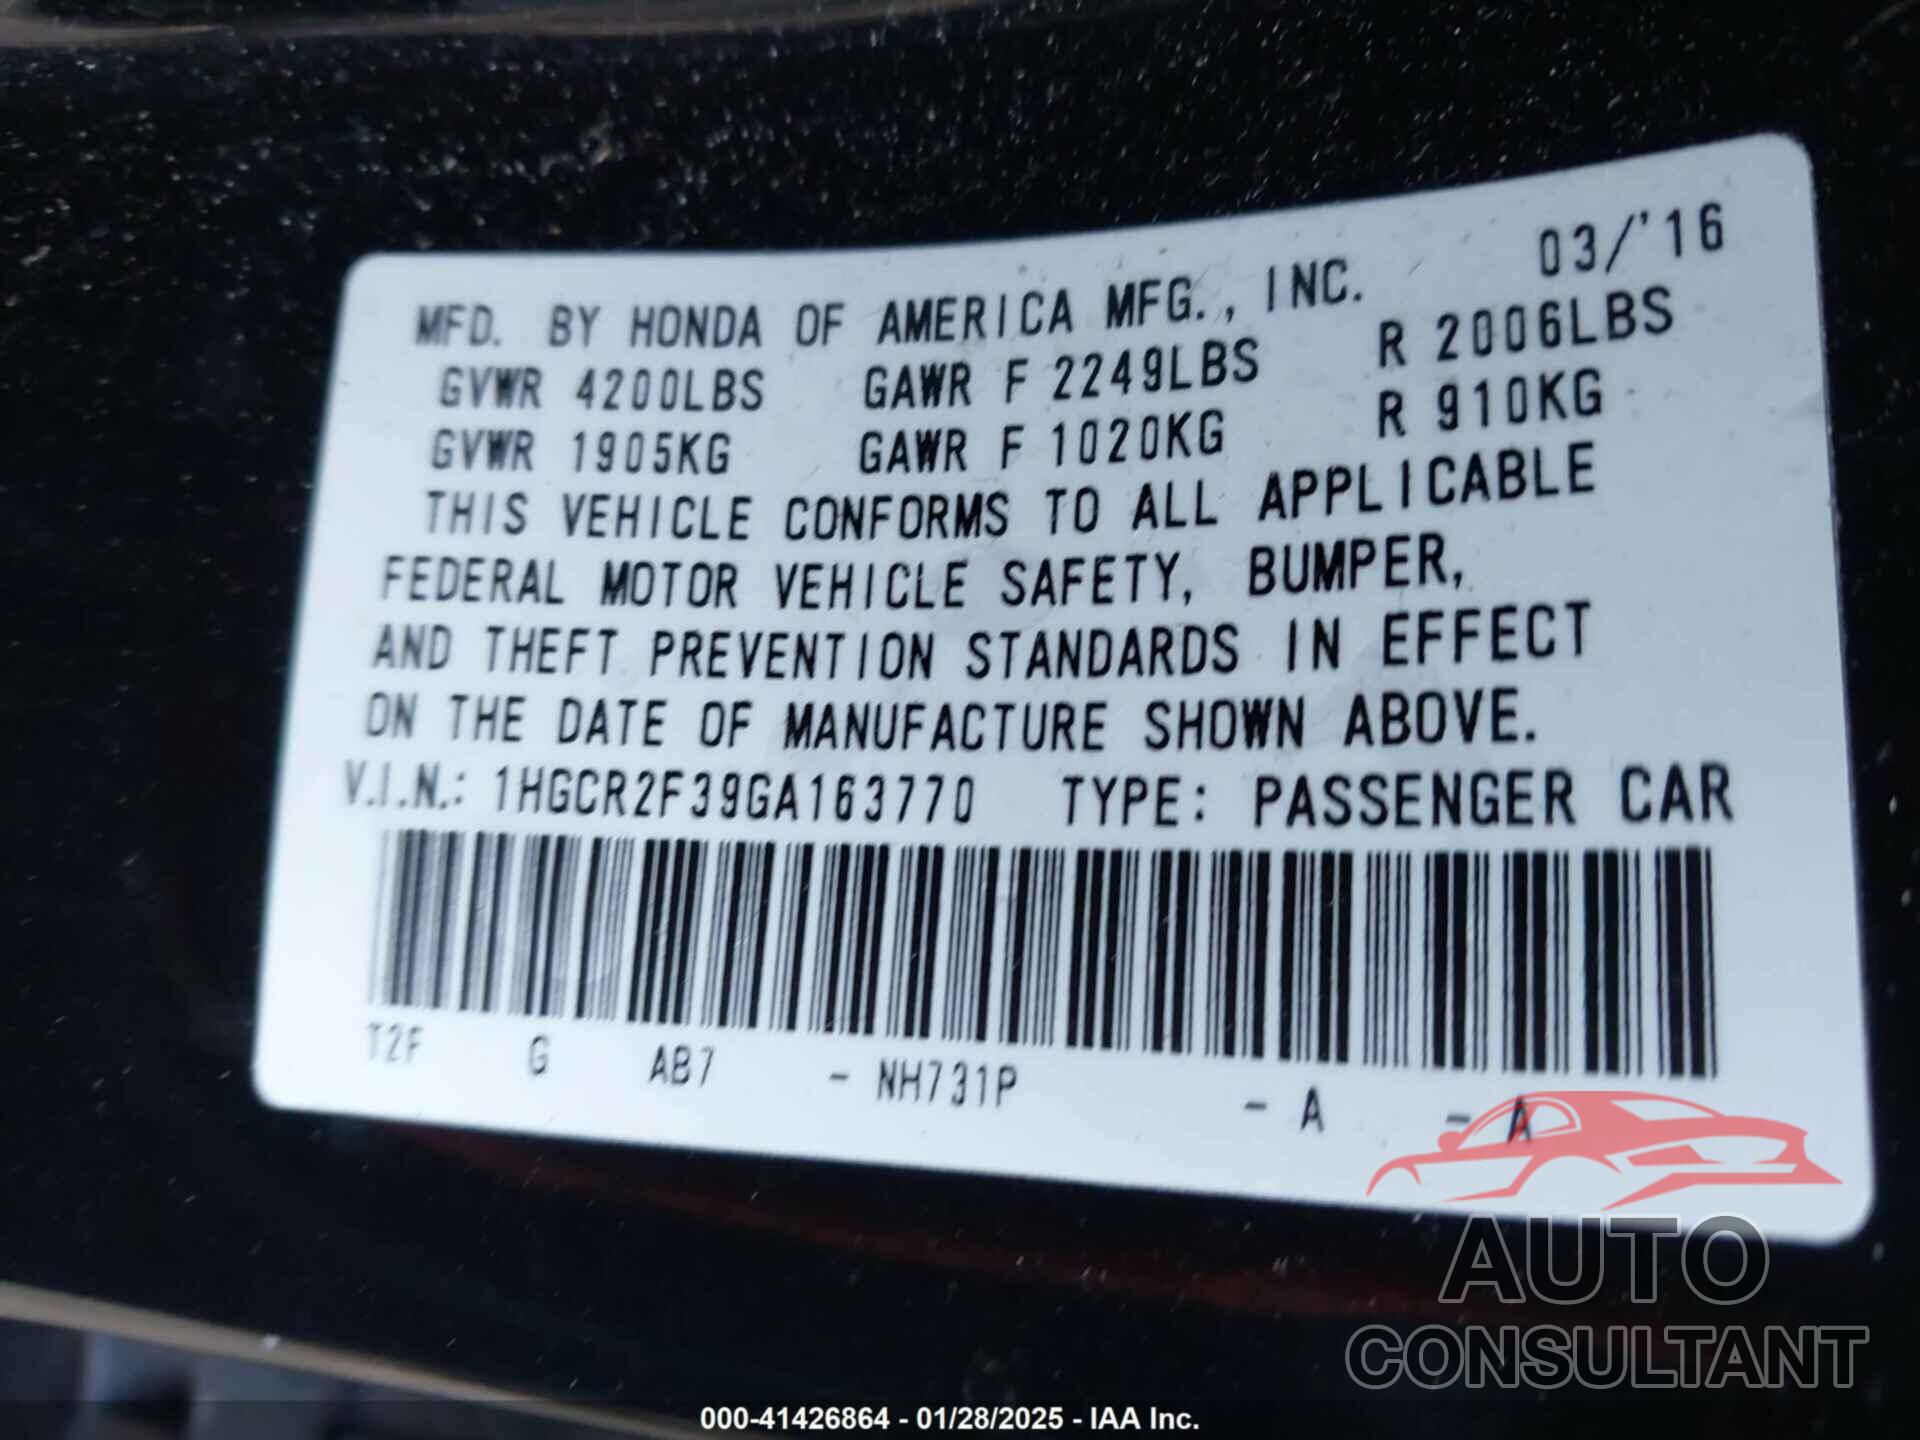 03/'16
MFD. BY HONDA OF AMERICA MFG., INC.
GVWR 4200LBS GAWR F 2249LBS R 2006LBS
GVWR 1905KG GAWR F 1020KG R 910KG
THIS VEHICLE CONFORMS TO ALL APPLICABLE
FEDERAL MOTOR VEHICLE SAFETY, BUMPER,
AND THEFT PREVENTION STANDARDS IN EFFECT
ON THE DATE OF MANUFACTURE SHOWN ABOVE.
V.I.N.: 1HGCR2F39GA163770 TYPE: PASSENGER CAR
T2F G AB7 - NH731P - A - A
AUTO
CONSULTANT
000-41426864 - 01/28/2025 - IAA Inc.